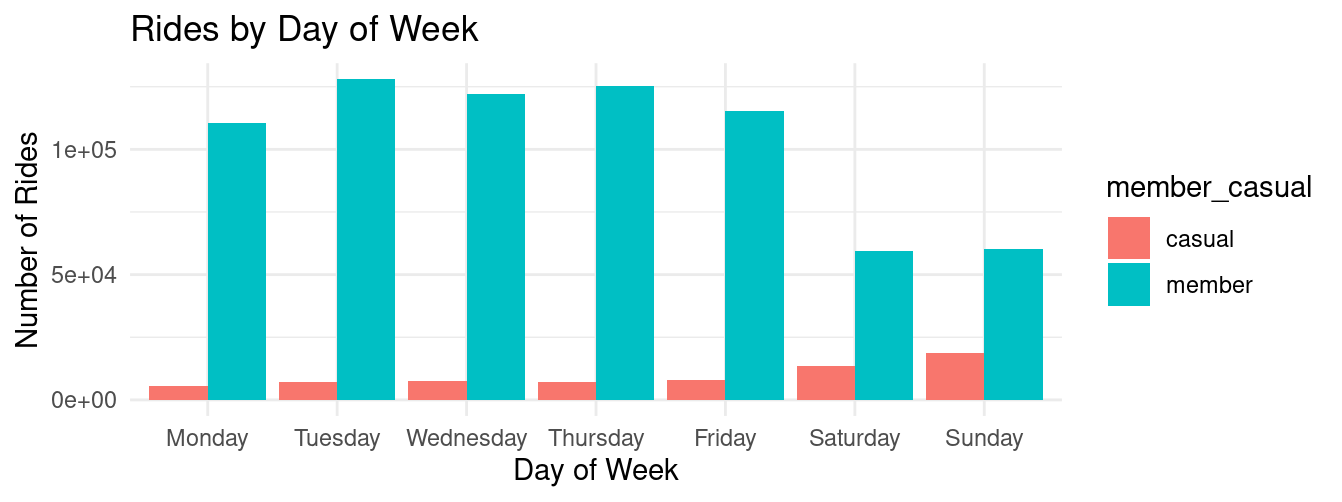 Rides by Day of Week
Number of Rides
1e+05
5e+04
0e+00
Monday Tuesday Wednesday Thursday Friday Saturday Sunday
Day of Week
member_casual
casual
member